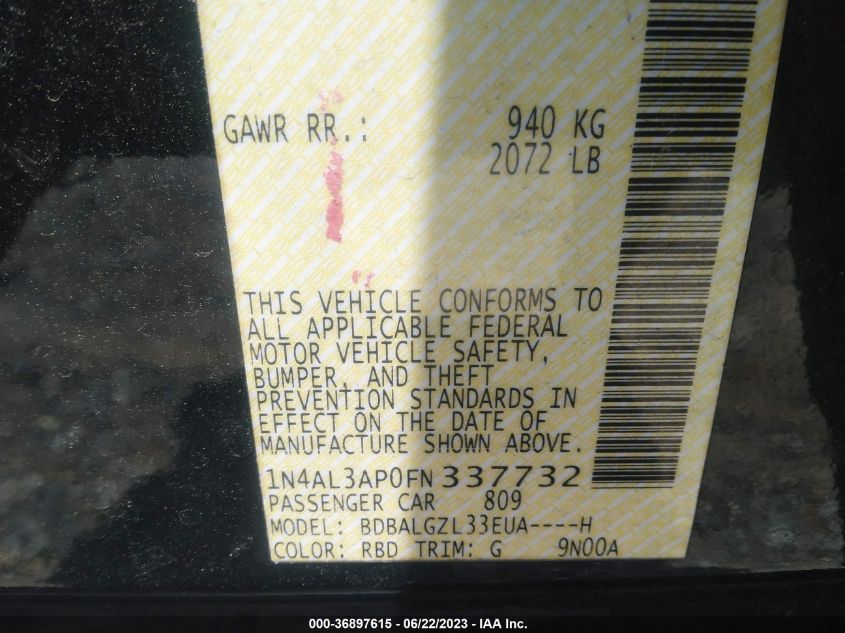 GAWR RR.: 940 KG
2072 LB
THIS VEHICLE CONFORMS TO
ALL APPLICABLE FEDERAL
MOTOR VEHICLE SAFETY,
BUMPER, AND THEFT
PREVENTION STANDARDS IN
EFFECT ON THE DATE OF
MANUFACTURE SHOWN ABOVE.
1N4AL3AP0FN337732
PASSENGER CAR 809
MODEL: BDBALGZL33EUA----H
COLOR: RBD TRIM: G 9N00A
000-36897615 - 06/22/2023 - IAA Inc.